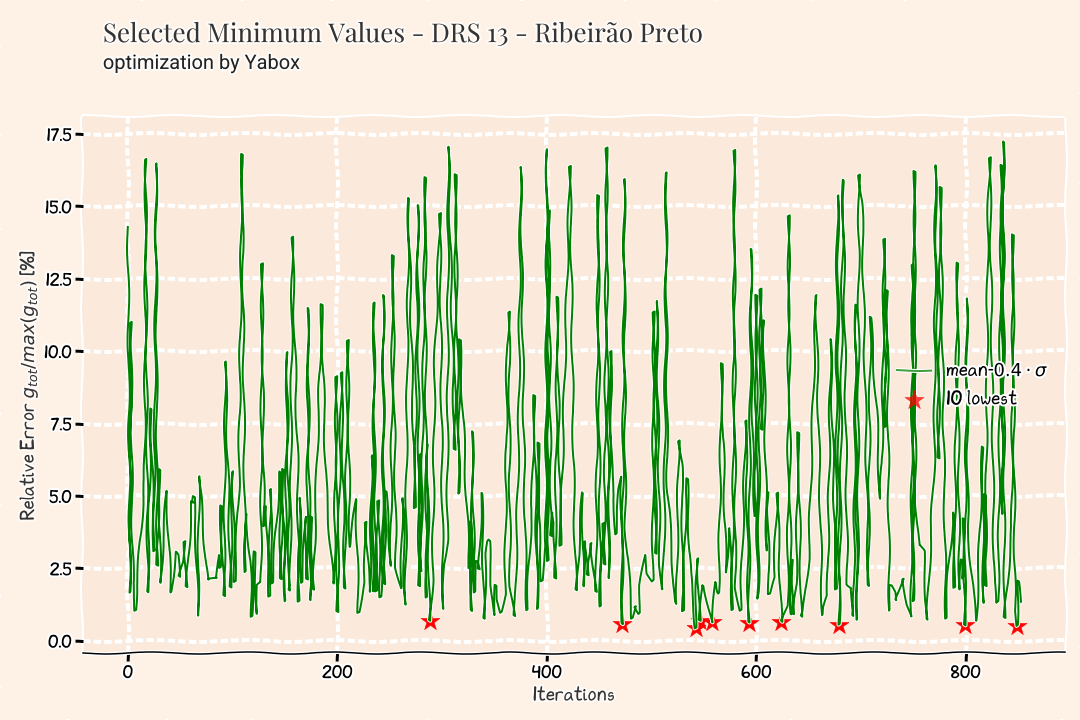 Selected Minimum Values - DRS 13 - Ribeirão Preto
optimization by Yabox
Relative Error g_tot/max(g_tot) [%]
17.5
15.0
12.5
10.0
7.5
5.0
2.5
0.0
mean-0.4 · σ
10 lowest
0 200 400 600 800
Iterations